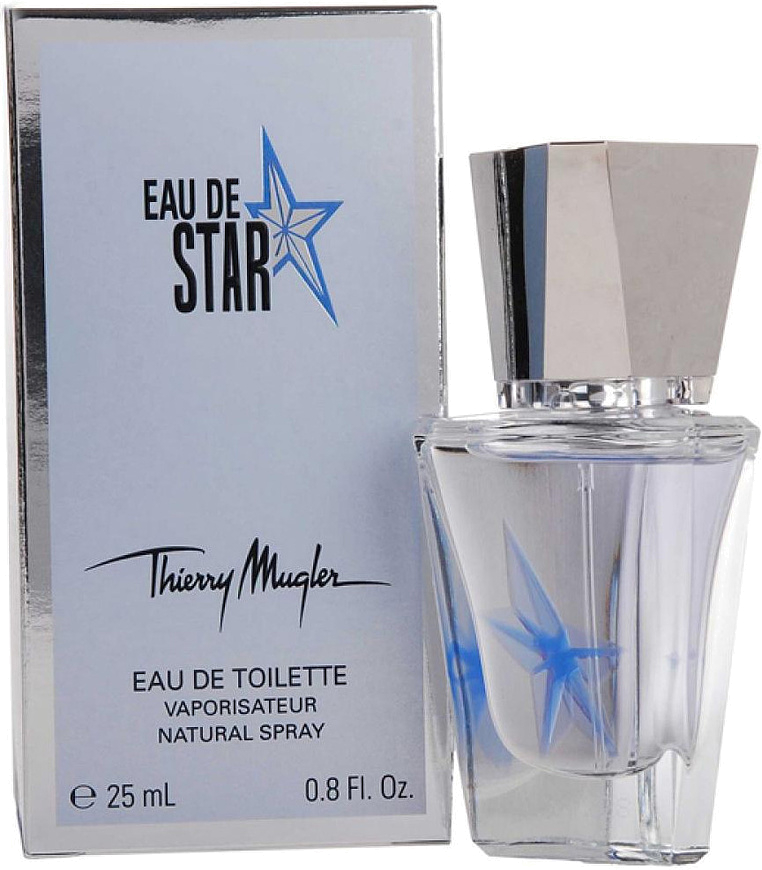 EAU DE
STAR
Thierry Mugler
EAU DE TOILETTE
VAPORISATEUR
NATURAL SPRAY
℮ 25 mL 0.8 Fl. Oz.